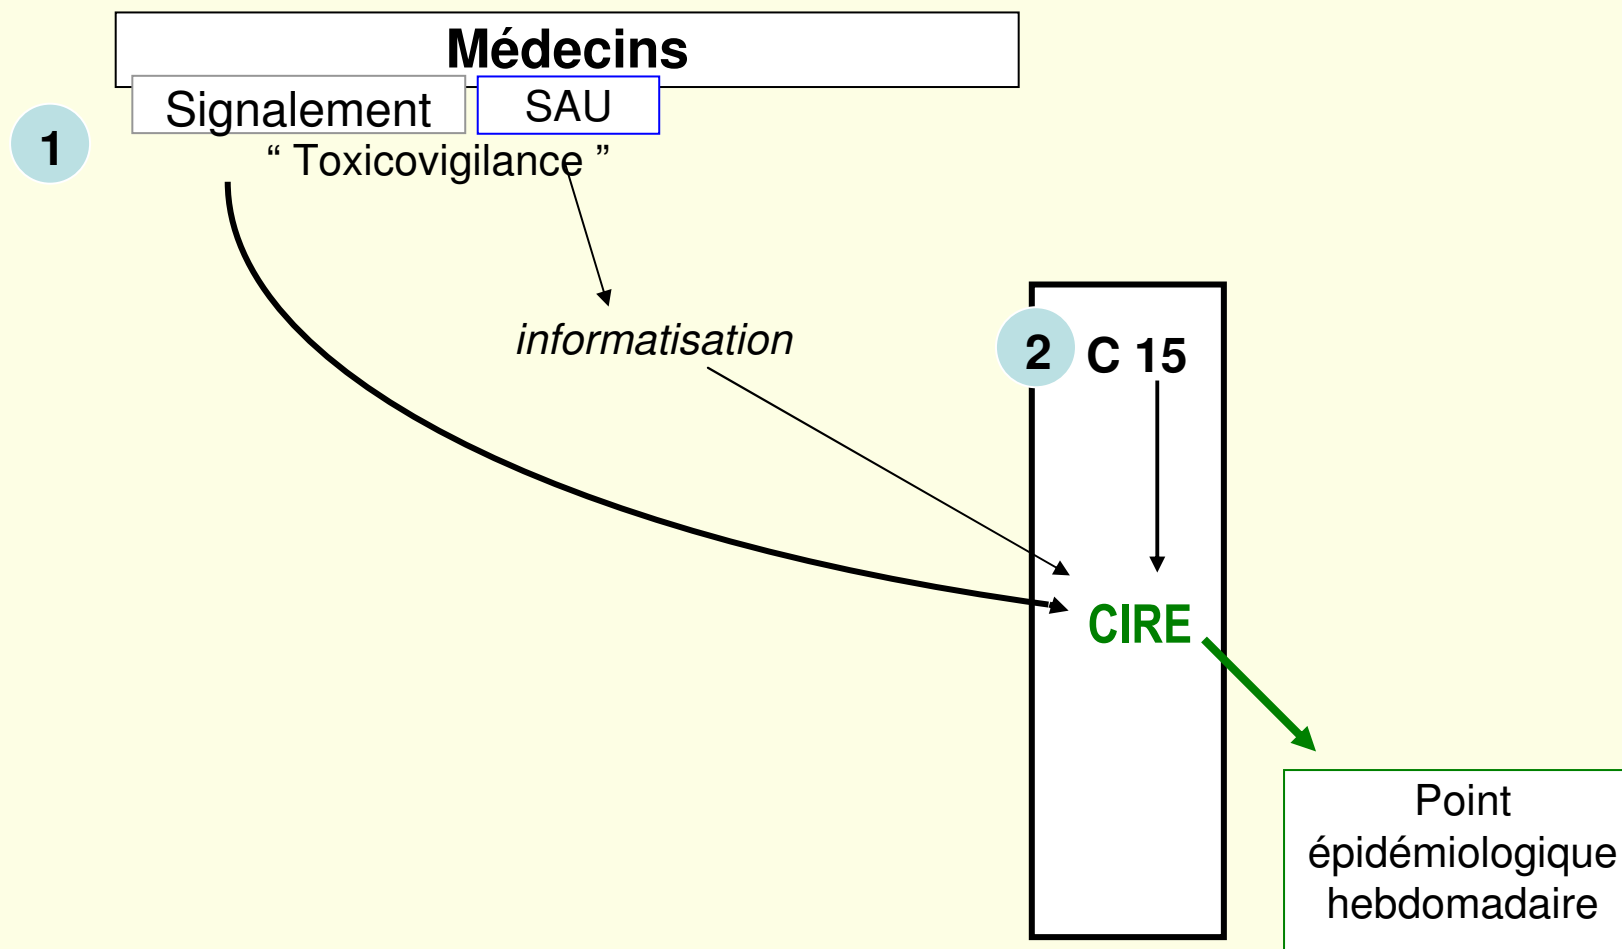 Médecins
Signalement
SAU
1
“ Toxicovigilance ”
informatisation
2
C 15
CIRE
Point
épidémiologique
hebdomadaire